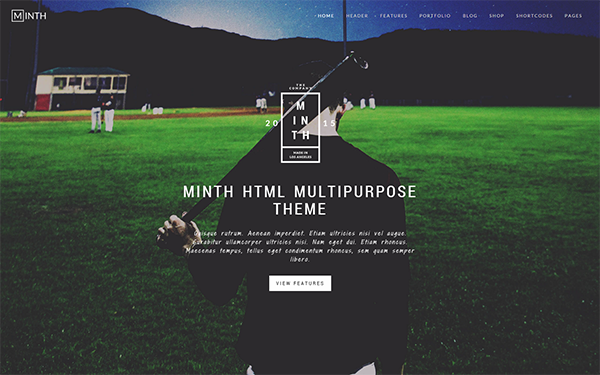 MINTH
HOME HEADER FEATURES PORTFOLIO BLOG SHOP SHORTCODES PAGES
THE
COMPANY
M
IN
TH
20 15
MADE IN
LOS ANGELES
MINTH HTML MULTIPURPOSE
THEME
Quisque rutrum. Aenean imperdiet. Etiam ultricies nisi vel augue.
Curabitur ullamcorper ultricies nisi. Nam eget dui. Etiam rhoncus.
Maecenas tempus, tellus eget condimentum rhoncus, sem quam semper
libero.
VIEW FEATURES